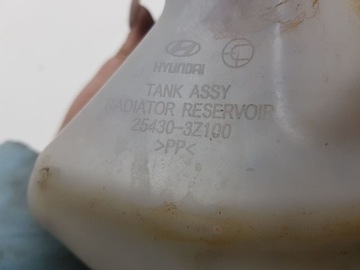 HYUNDAI
TANK ASSY
RADIATOR RESERVOIR
25430-3Z100
>PP<